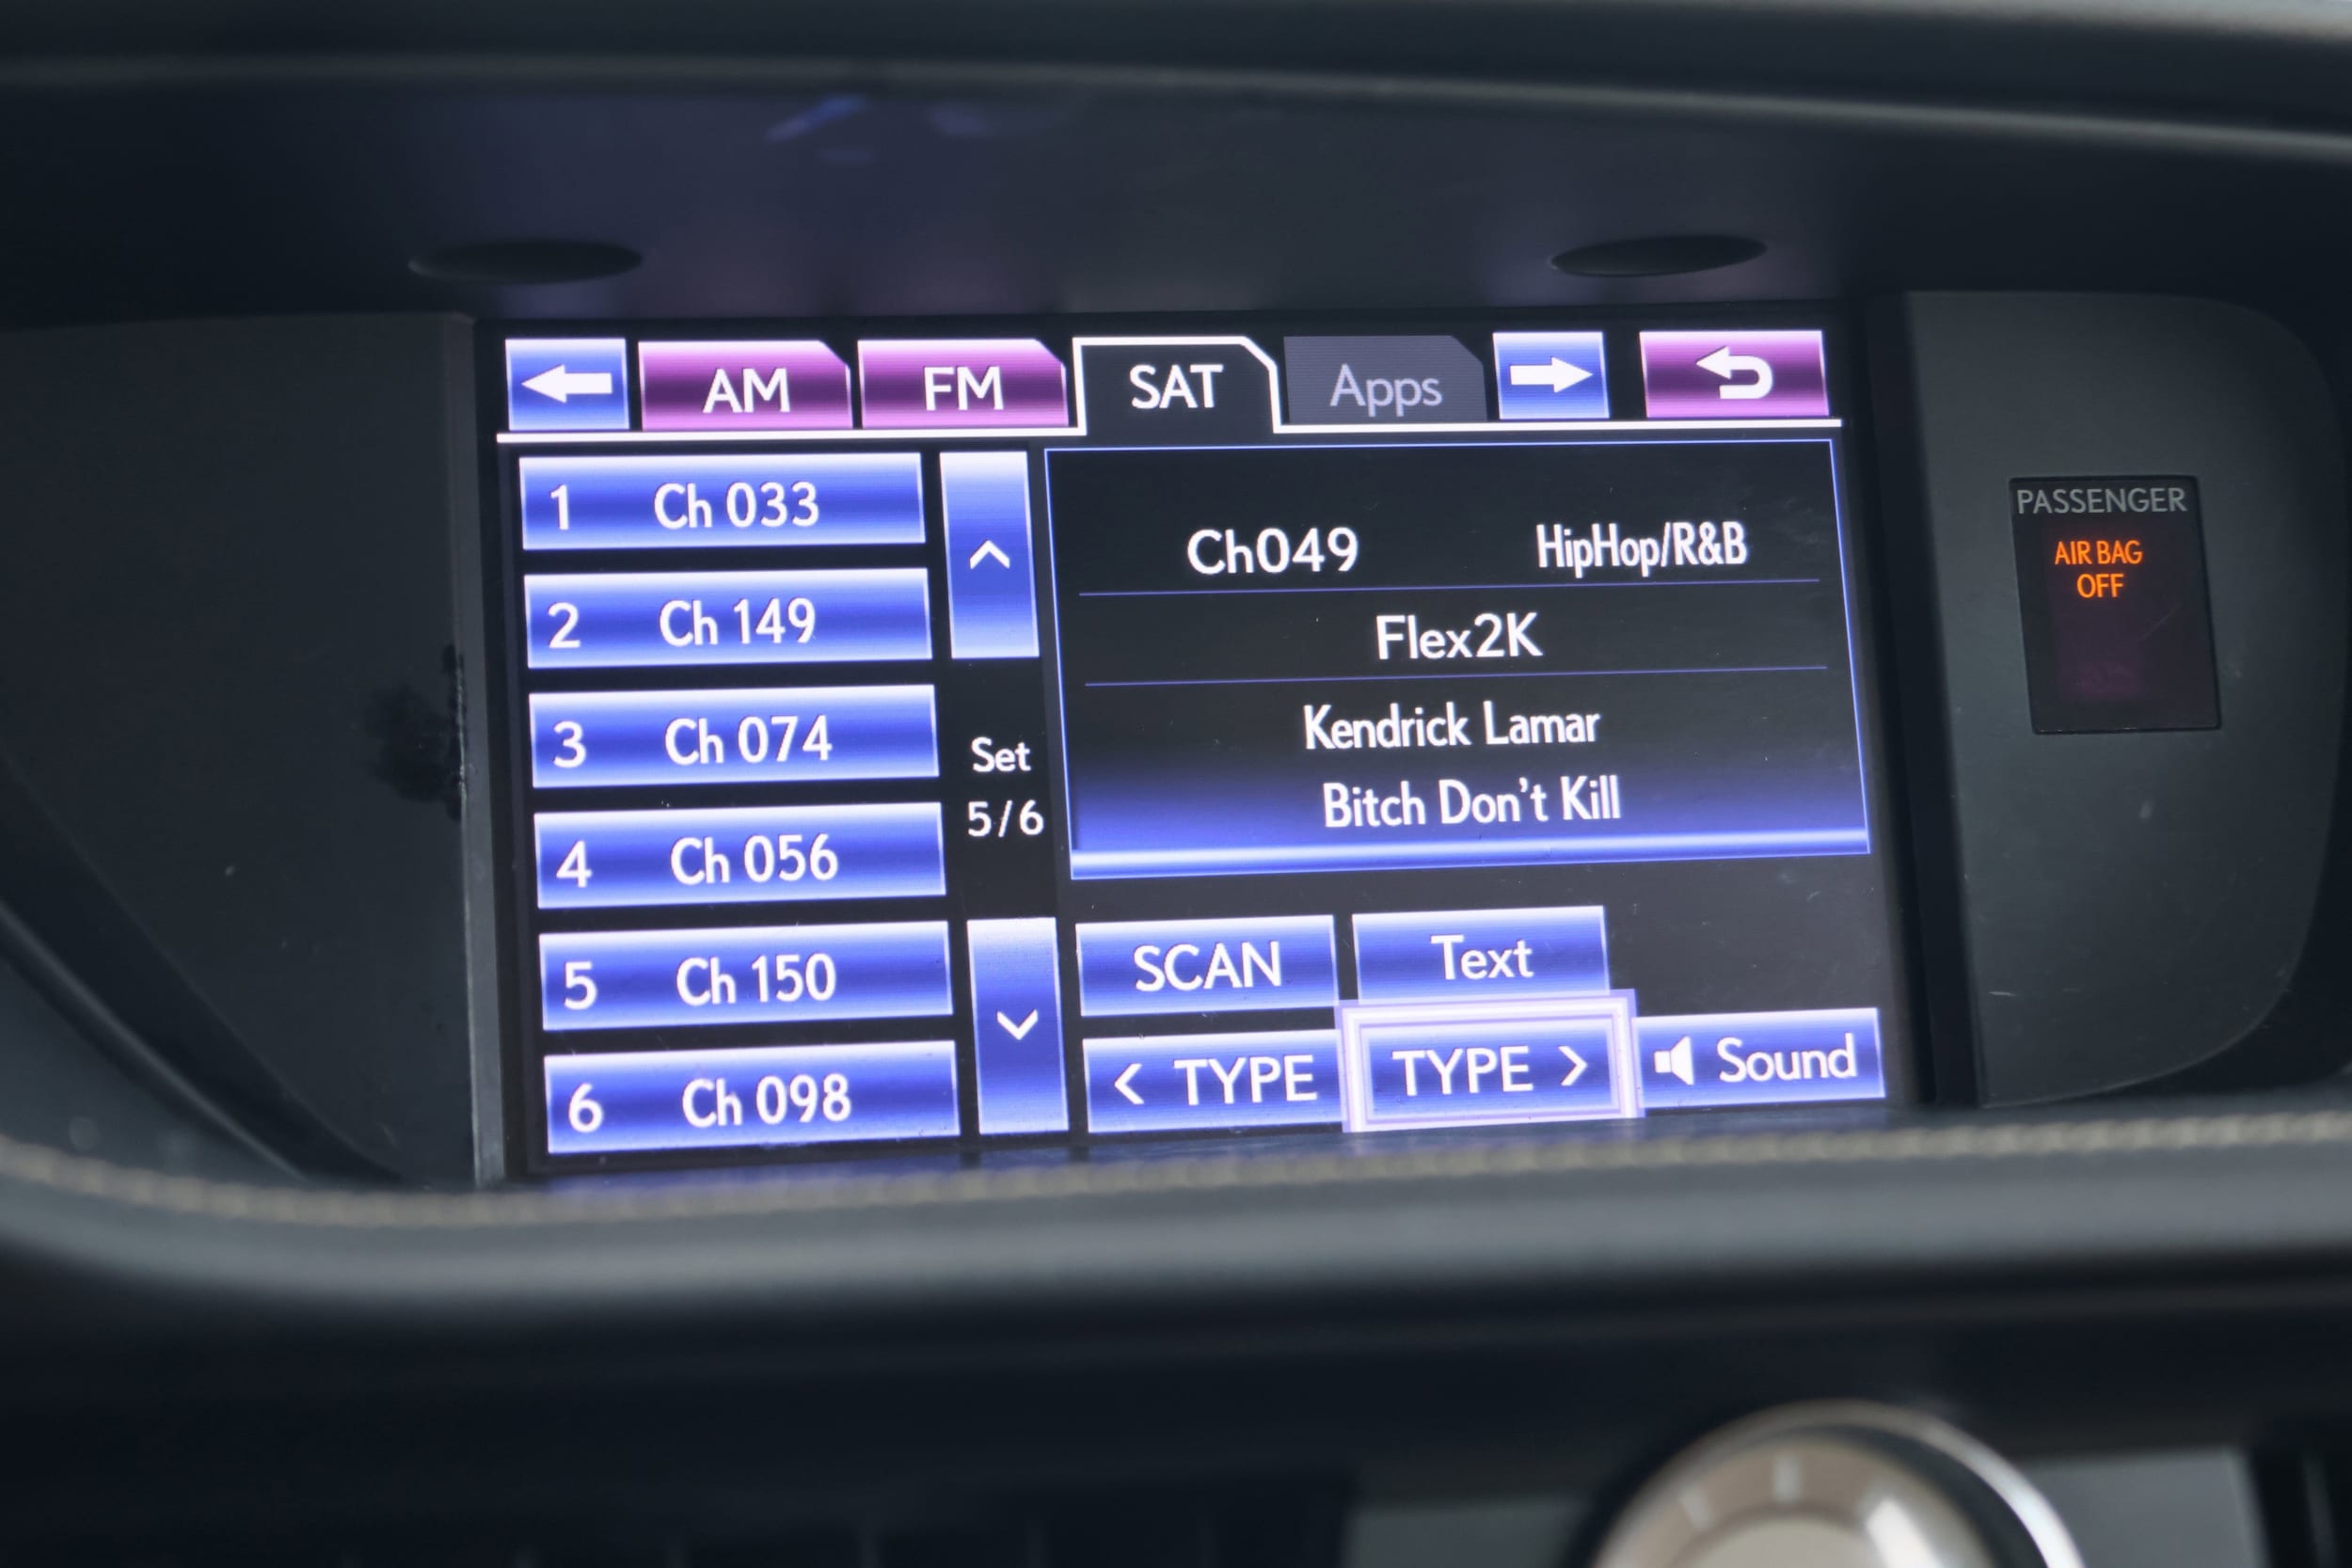 AM FM SAT Apps
1 Ch 033
2 Ch 149
3 Ch 074
4 Ch 056
5 Ch 150
6 Ch 098
Set
5/6
Ch049 HipHop/R&B
Flex2K
Kendrick Lamar
Bitch Don't Kill
SCAN Text
< TYPE TYPE > Sound
PASSENGER
AIR BAG
OFF